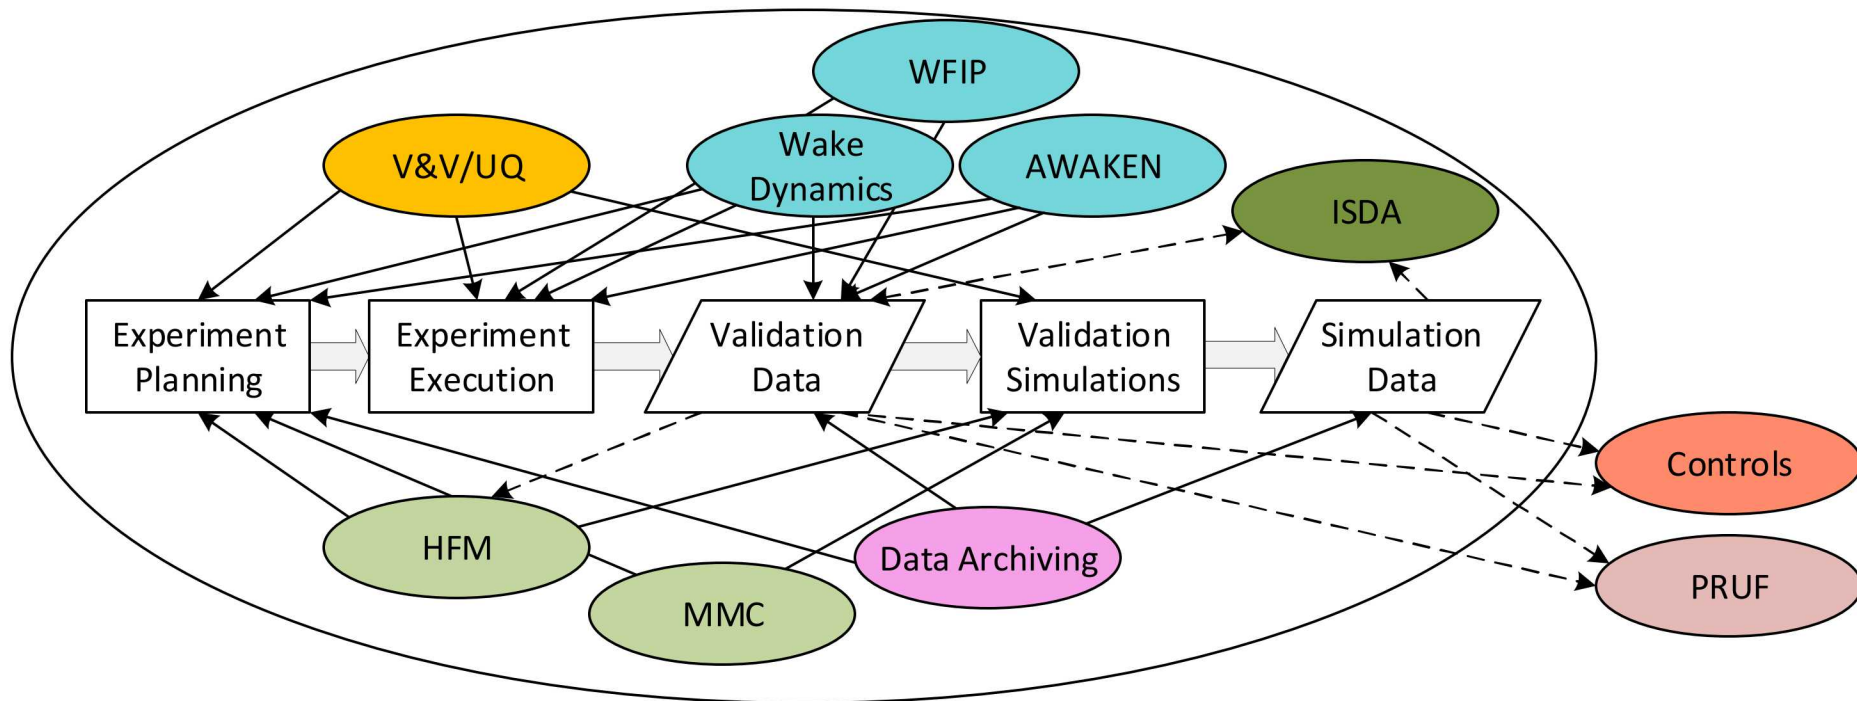 WFIP
V&V/UQ
Wake
Dynamics
AWAKEN
ISDA
Experiment
Planning
Experiment
Execution
Validation
Data
Validation
Simulations
Simulation
Data
Controls
HFM
Data Archiving
PRUF
MMC